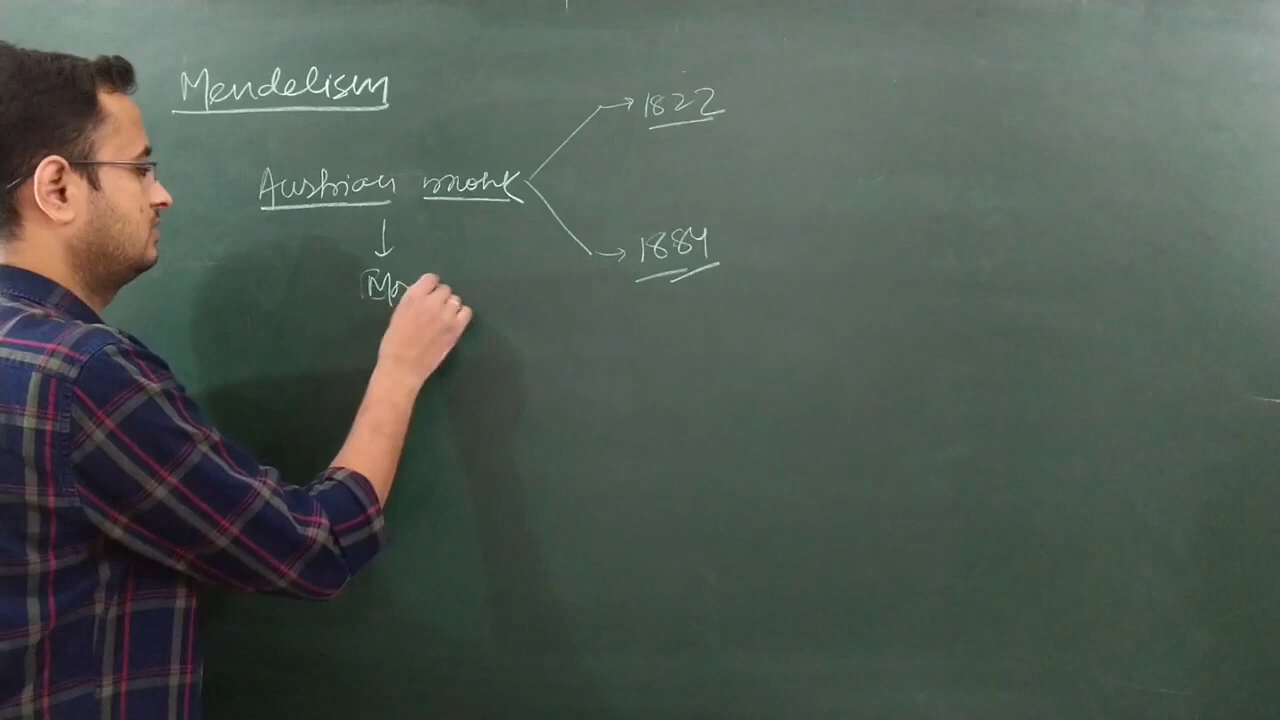 Mendelism
→ 1822
Austrian monk
→ 1884
↓